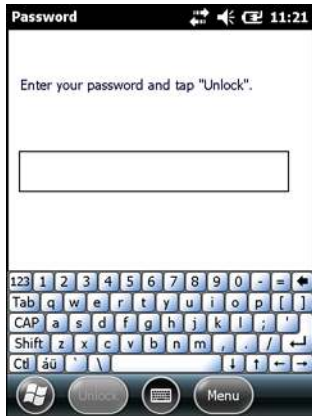 Password 11:21
Enter your password and tap "Unlock".
123 1 2 3 4 5 6 7 8 9 0 - =
Tab q w e r t y u i o p [ ]
CAP a s d f g h j k l ; '
Shift z x c v b n m , . /
Ctl áü ` \
Unlock Menu